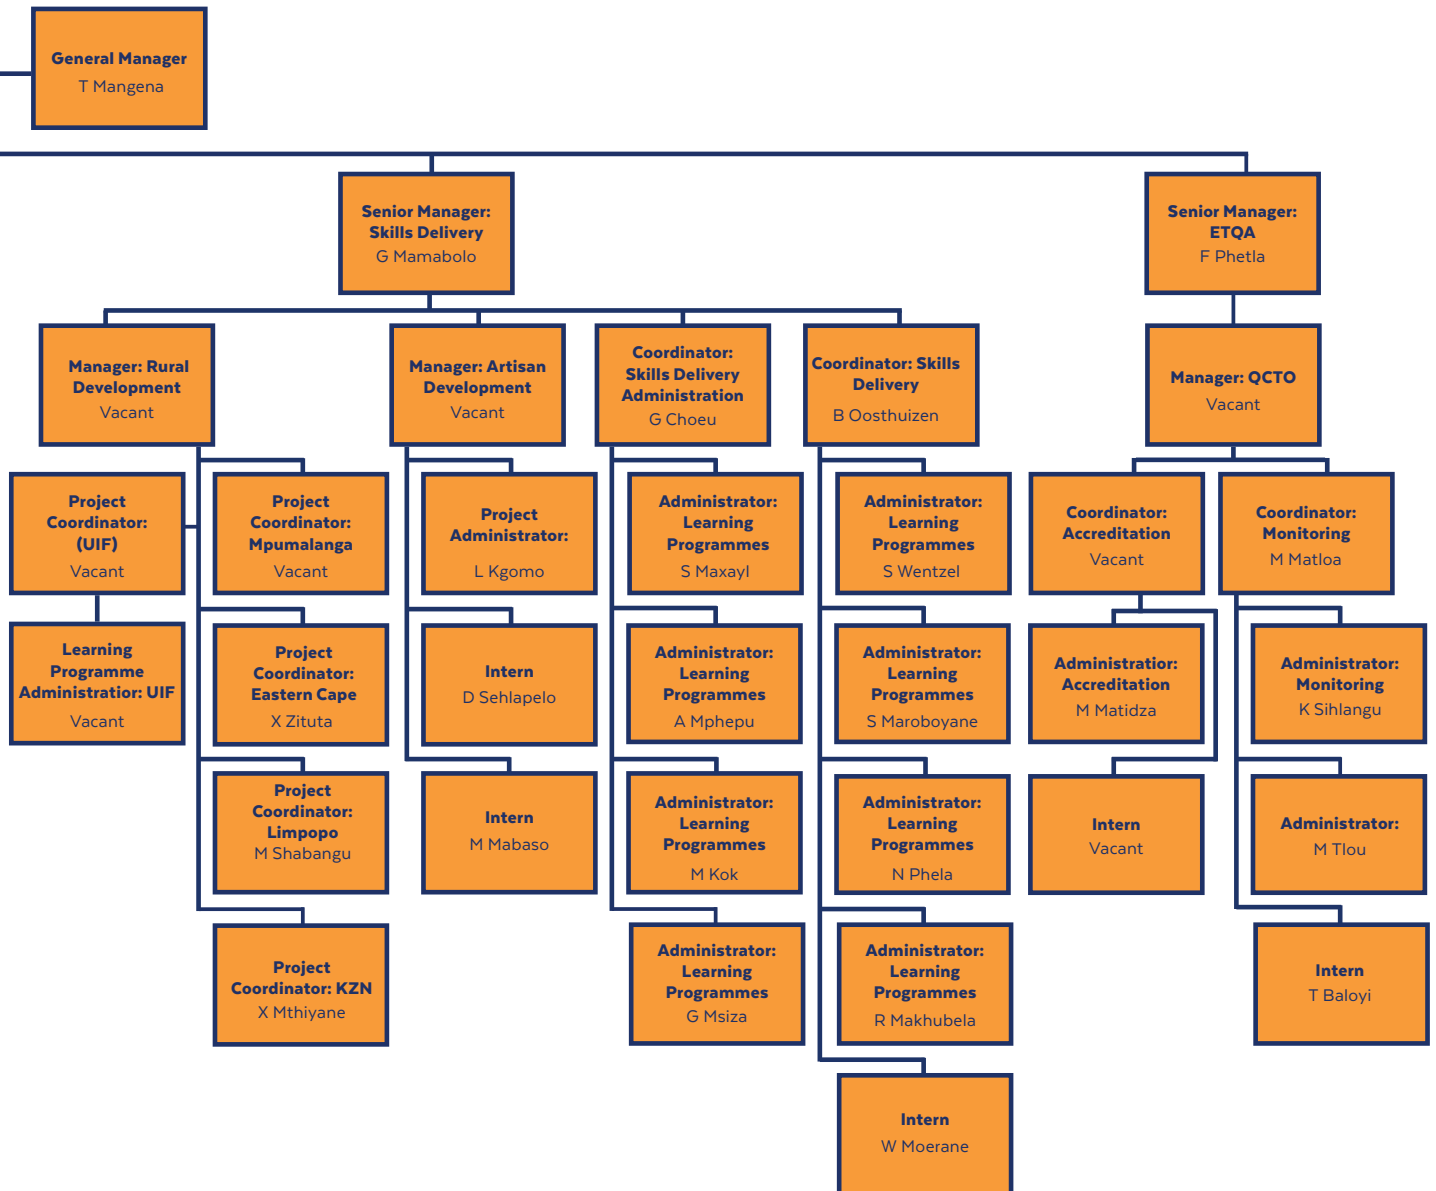 General Manager
T Mangena
Senior Manager:
Skills Delivery
G Mamabolo
Senior Manager:
ETQA
F Phetla
Manager: Rural
Development
Vacant
Manager: Artisan
Development
Vacant
Coordinator:
Skills Delivery
Administration
G Choeu
Coordinator: Skills
Delivery
B Oosthuizen
Manager: QCTO
Vacant
Project
Coordinator:
(UIF)
Vacant
Project
Coordinator:
Mpumalanga
Vacant
Project
Administrator:
L Kgomo
Administrator:
Learning
Programmes
S Maxayl
Administrator:
Learning
Programmes
S Wentzel
Coordinator:
Accreditation
Vacant
Coordinator:
Monitoring
M Matloa
Learning
Programme
Administratior: UIF
Vacant
Project
Coordinator:
Eastern Cape
X Zituta
Intern
D Sehlapelo
Administrator:
Learning
Programmes
A Mphepu
Administrator:
Learning
Programmes
S Maroboyane
Administratior:
Accreditation
M Matidza
Administrator:
Monitoring
K Sihlangu
Project
Coordinator:
Limpopo
M Shabangu
Intern
M Mabaso
Administrator:
Learning
Programmes
M Kok
Administrator:
Learning
Programmes
N Phela
Intern
Vacant
Administrator:
M Tlou
Project
Coordinator: KZN
X Mthiyane
Administrator:
Learning
Programmes
G Msiza
Administrator:
Learning
Programmes
R Makhubela
Intern
T Baloyi
Intern
W Moerane